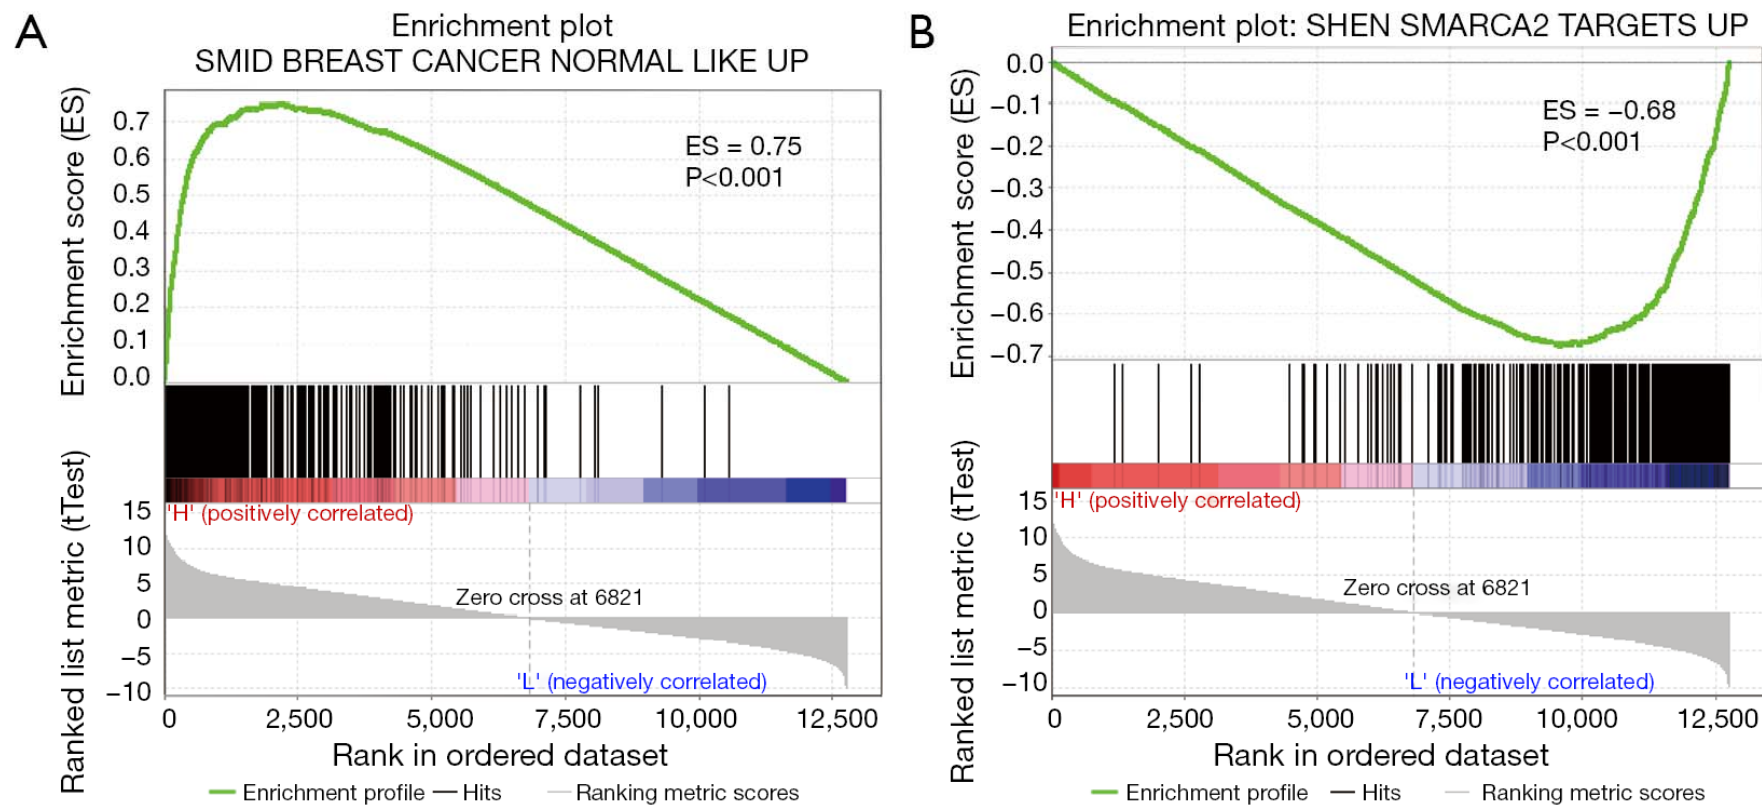 A
Enrichment plot
SMID BREAST CANCER NORMAL LIKE UP
Enrichment score (ES)
0.7
0.6
0.5
0.4
0.3
0.2
0.1
0.0
ES = 0.75
P<0.001
Ranked list metric (tTest)
15
10
5
0
−5
−10
'H' (positively correlated)
Zero cross at 6821
'L' (negatively correlated)
0 2,500 5,000 7,500 10,000 12,500
Rank in ordered dataset
Enrichment profile Hits Ranking metric scores
B
Enrichment plot: SHEN SMARCA2 TARGETS UP
Enrichment score (ES)
0.0
−0.1
−0.2
−0.3
−0.4
−0.5
−0.6
−0.7
ES = −0.68
P<0.001
Ranked list metric (tTest)
15
10
5
0
−5
−10
'H' (positively correlated)
Zero cross at 6821
'L' (negatively correlated)
0 2,500 5,000 7,500 10,000 12,500
Rank in ordered dataset
Enrichment profile Hits Ranking metric scores